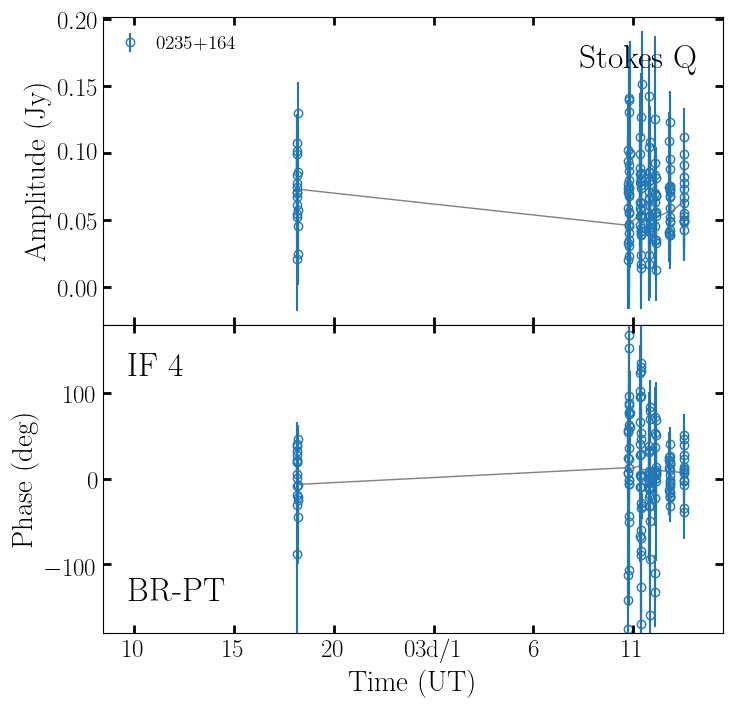 0.20
0235+164
Stokes Q
0.15
0.10
0.05
0.00
Amplitude (Jy)
IF 4
100
0
−100
Phase (deg)
BR-PT
10 15 20 03d/1 6 11
Time (UT)